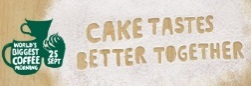 WORLD'S
BIGGEST
COFFEE
MORNING
25
SEPT
CAKE TASTES
BETTER TOGETHER